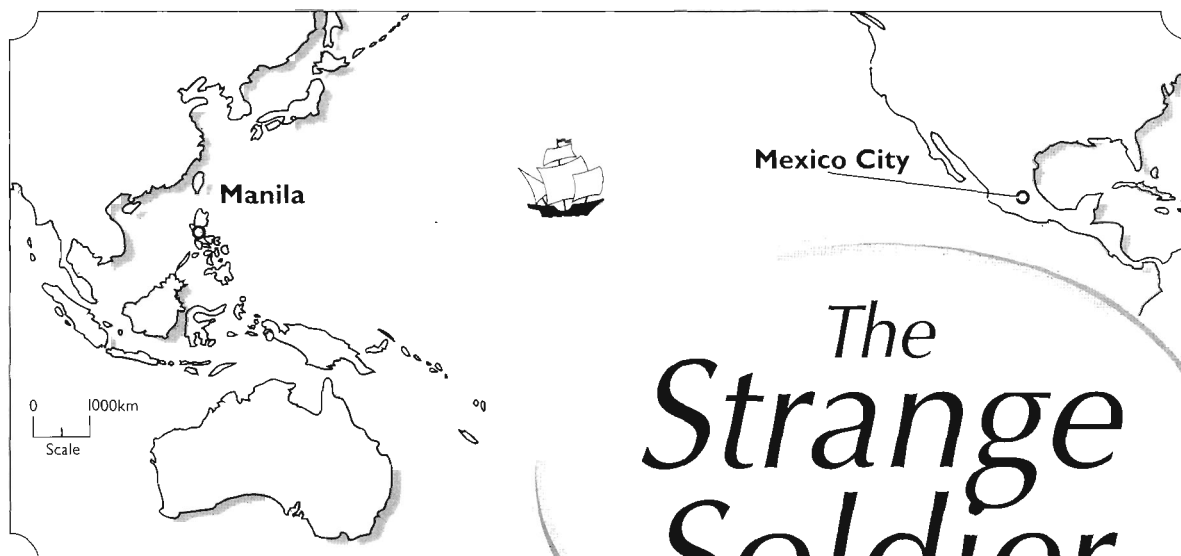 Mexico City
Manila
The
Strange
0 1000km
Scale
Soldier